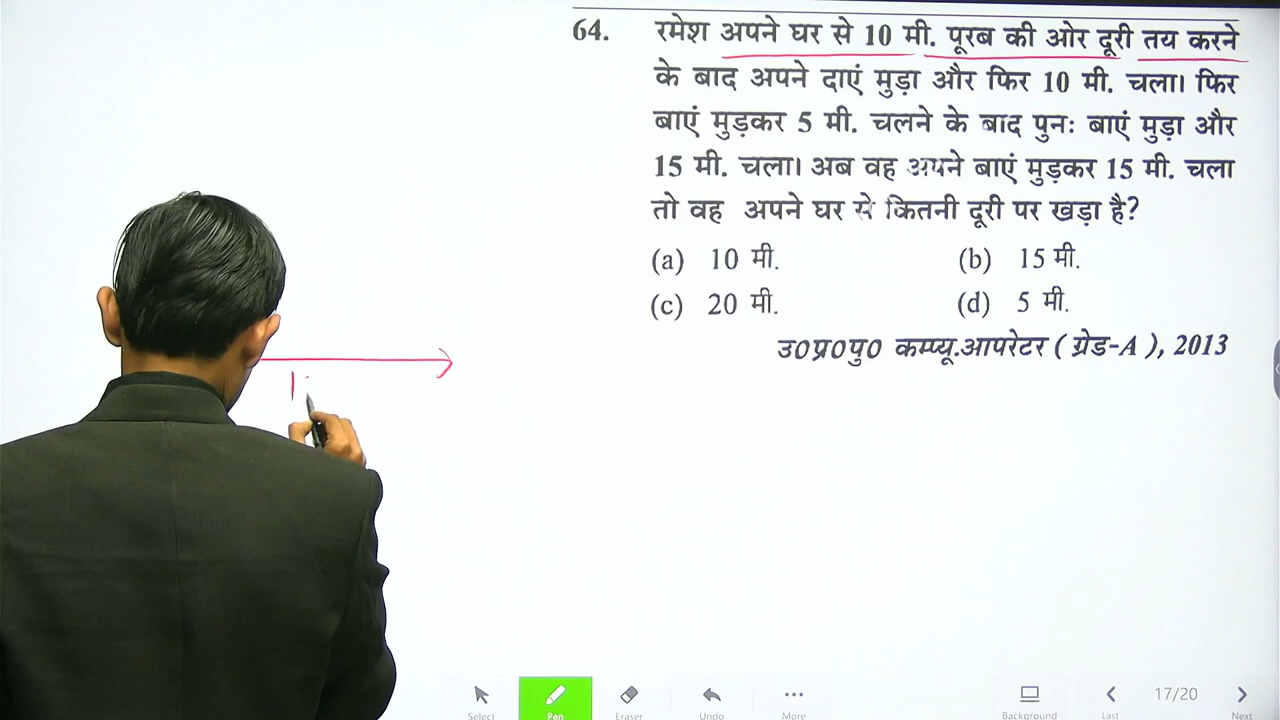 64. रमेश अपने घर से 10 मी. पूरब की ओर दूरी तय करने
के बाद अपने दाएं मुड़ा और फिर 10 मी. चला। फिर
बाएं मुड़कर 5 मी. चलने के बाद पुनः बाएं मुड़ा और
15 मी. चला। अब वह अपने बाएं मुड़कर 15 मी. चला
तो वह अपने घर से कितनी दूरी पर खड़ा है?
(a) 10 मी. (b) 15 मी.
(c) 20 मी. (d) 5 मी.
उ0प्र0पु0 कम्प्यू.आपरेटर ( ग्रेड-A ), 2013
Select Pen Eraser Undo More Background Last 17/20 Next